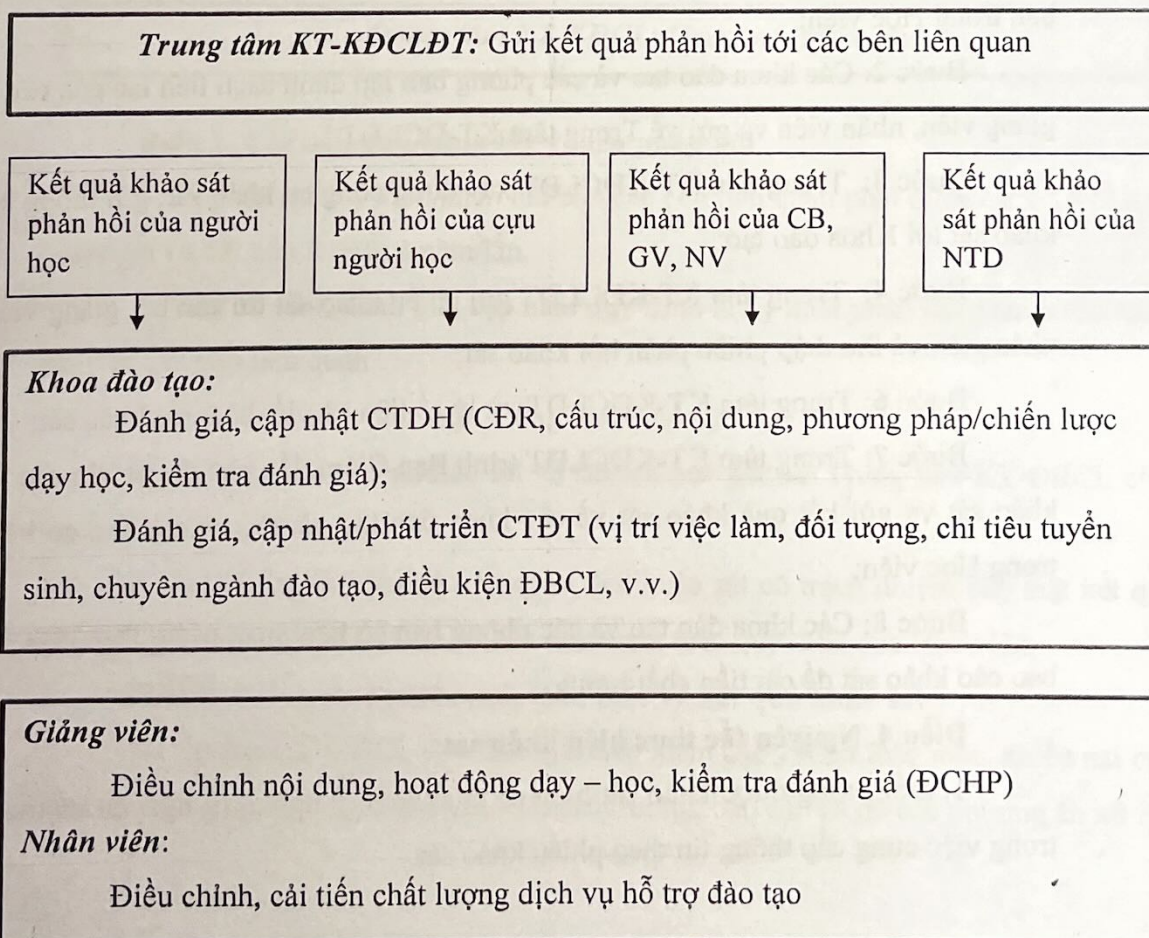 Trung tâm KT-KĐCLĐT: Gửi kết quả phản hồi tới các bên liên quan
Kết quả khảo sát
phản hồi của người
học
Kết quả khảo sát
phản hồi của cựu
người học
Kết quả khảo sát
phản hồi của CB,
GV, NV
Kết quả khảo
sát phản hồi của
NTD
Khoa đào tạo:
Đánh giá, cập nhật CTDH (CĐR, cấu trúc, nội dung, phương pháp/chiến lược
dạy học, kiểm tra đánh giá);
Đánh giá, cập nhật/phát triển CTĐT (vị trí việc làm, đối tượng, chỉ tiêu tuyển
sinh, chuyên ngành đào tạo, điều kiện ĐBCL, v.v.)
Giảng viên:
Điều chỉnh nội dung, hoạt động dạy – học, kiểm tra đánh giá (ĐCHP)
Nhân viên:
Điều chỉnh, cải tiến chất lượng dịch vụ hỗ trợ đào tạo